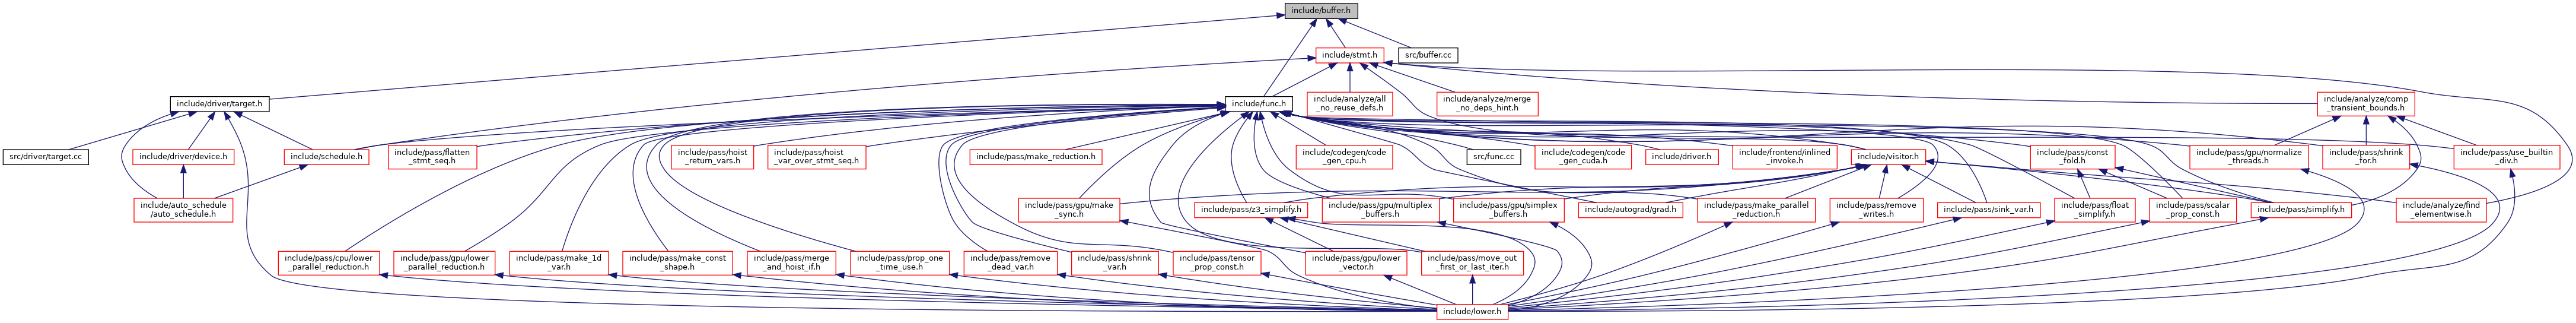 include/buffer.h
include/stmt.h
src/buffer.cc
include/driver/target.h
include/func.h
include/analyze/all
_no_reuse_defs.h
include/analyze/merge
_no_deps_hint.h
include/analyze/comp
_transient_bounds.h
src/driver/target.cc
include/driver/device.h
include/schedule.h
include/pass/flatten
_stmt_seq.h
include/pass/hoist
_return_vars.h
include/pass/hoist
_var_over_stmt_seq.h
include/pass/make_reduction.h
include/codegen/code
_gen_cpu.h
src/func.cc
include/codegen/code
_gen_cuda.h
include/driver.h
include/frontend/inlined
_invoke.h
include/visitor.h
include/pass/const
_fold.h
include/pass/gpu/normalize
_threads.h
include/pass/shrink
_for.h
include/pass/use_builtin
_div.h
include/auto_schedule
/auto_schedule.h
include/pass/gpu/make
_sync.h
include/pass/z3_simplify.h
include/pass/gpu/multiplex
_buffers.h
include/pass/gpu/simplex
_buffers.h
include/autograd/grad.h
include/pass/make_parallel
_reduction.h
include/pass/remove
_writes.h
include/pass/sink_var.h
include/pass/float
_simplify.h
include/pass/scalar
_prop_const.h
include/pass/simplify.h
include/analyze/find
_elementwise.h
include/pass/cpu/lower
_parallel_reduction.h
include/pass/gpu/lower
_parallel_reduction.h
include/pass/make_1d
_var.h
include/pass/make_const
_shape.h
include/pass/merge
_and_hoist_if.h
include/pass/prop_one
_time_use.h
include/pass/remove
_dead_var.h
include/pass/shrink
_var.h
include/pass/tensor
_prop_const.h
include/pass/gpu/lower
_vector.h
include/pass/move_out
_first_or_last_iter.h
include/lower.h